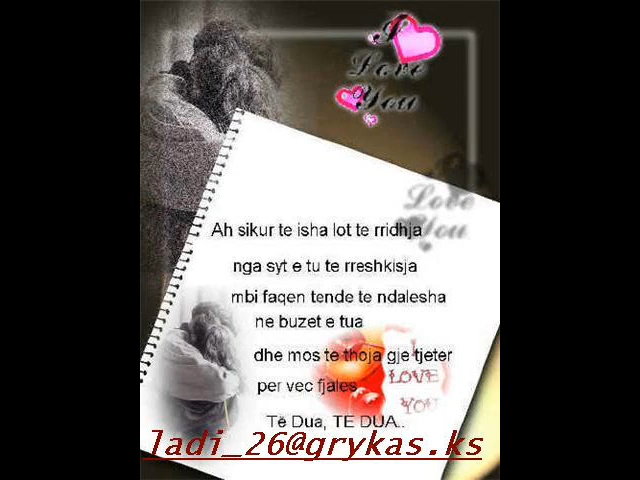 I
Love
You
Love
You
Ah sikur te isha lot te rridhja
nga syt e tu te rreshkisja
mbi faqen tende te ndalesha
ne buzet e tua
dhe mos te thoja gje tjeter
per vec fjales
I
LOVE
YOU
Të Dua, TE DUA..
ladi_26@grykas.ks